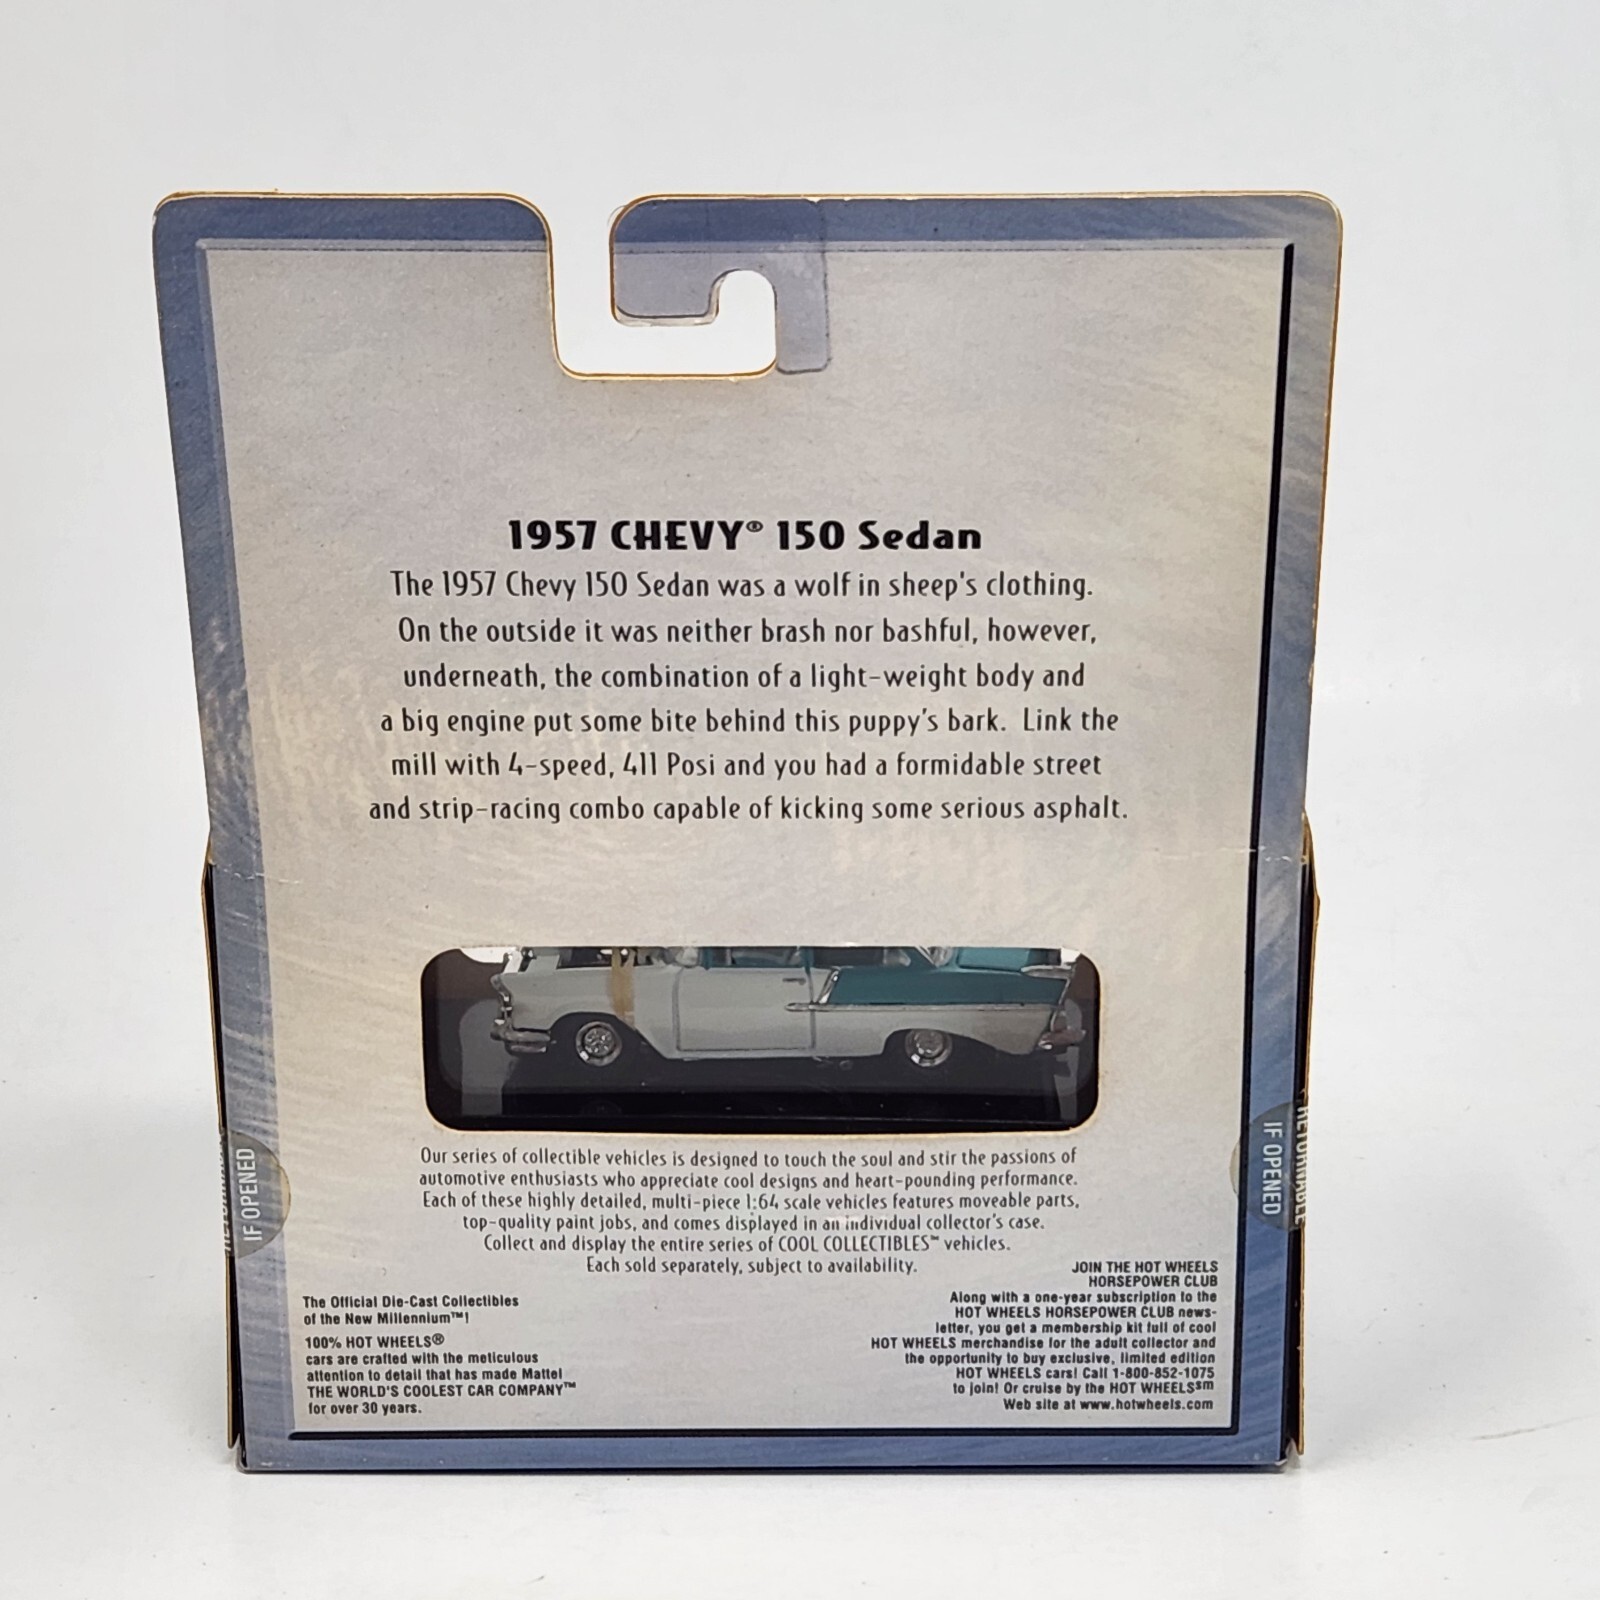 1957 CHEVY® 150 Sedan
The 1957 Chevy 150 Sedan was a wolf in sheep's clothing.
On the outside it was neither brash nor bashful, however,
underneath, the combination of a light-weight body and
a big engine put some bite behind this puppy's bark. Link the
mill with 4-speed, 411 Posi and you had a formidable street
and strip-racing combo capable of kicking some serious asphalt.
Our series of collectible vehicles is designed to touch the soul and stir the passions of
automotive enthusiasts who appreciate cool designs and heart-pounding performance.
Each of these highly detailed, multi-piece 1:64 scale vehicles features moveable parts,
top-quality paint jobs, and comes displayed in an individual collector's case.
Collect and display the entire series of COOL COLLECTIBLES™ vehicles.
Each sold separately, subject to availability.
The Official Die-Cast Collectibles
of the New Millennium™!
100% HOT WHEELS®
cars are crafted with the meticulous
attention to detail that has made Mattel
THE WORLD'S COOLEST CAR COMPANY™
for over 30 years.
JOIN THE HOT WHEELS
HORSEPOWER CLUB
Along with a one-year subscription to the
HOT WHEELS HORSEPOWER CLUB news-
letter, you get a membership kit full of cool
HOT WHEELS merchandise for the adult collector and
the opportunity to buy exclusive, limited edition
HOT WHEELS cars! Call 1-800-852-1075
to join! Or cruise by the HOT WHEELSsm
Web site at www.hotwheels.com
IF OPENED
RETURNABLE
IF OPENED